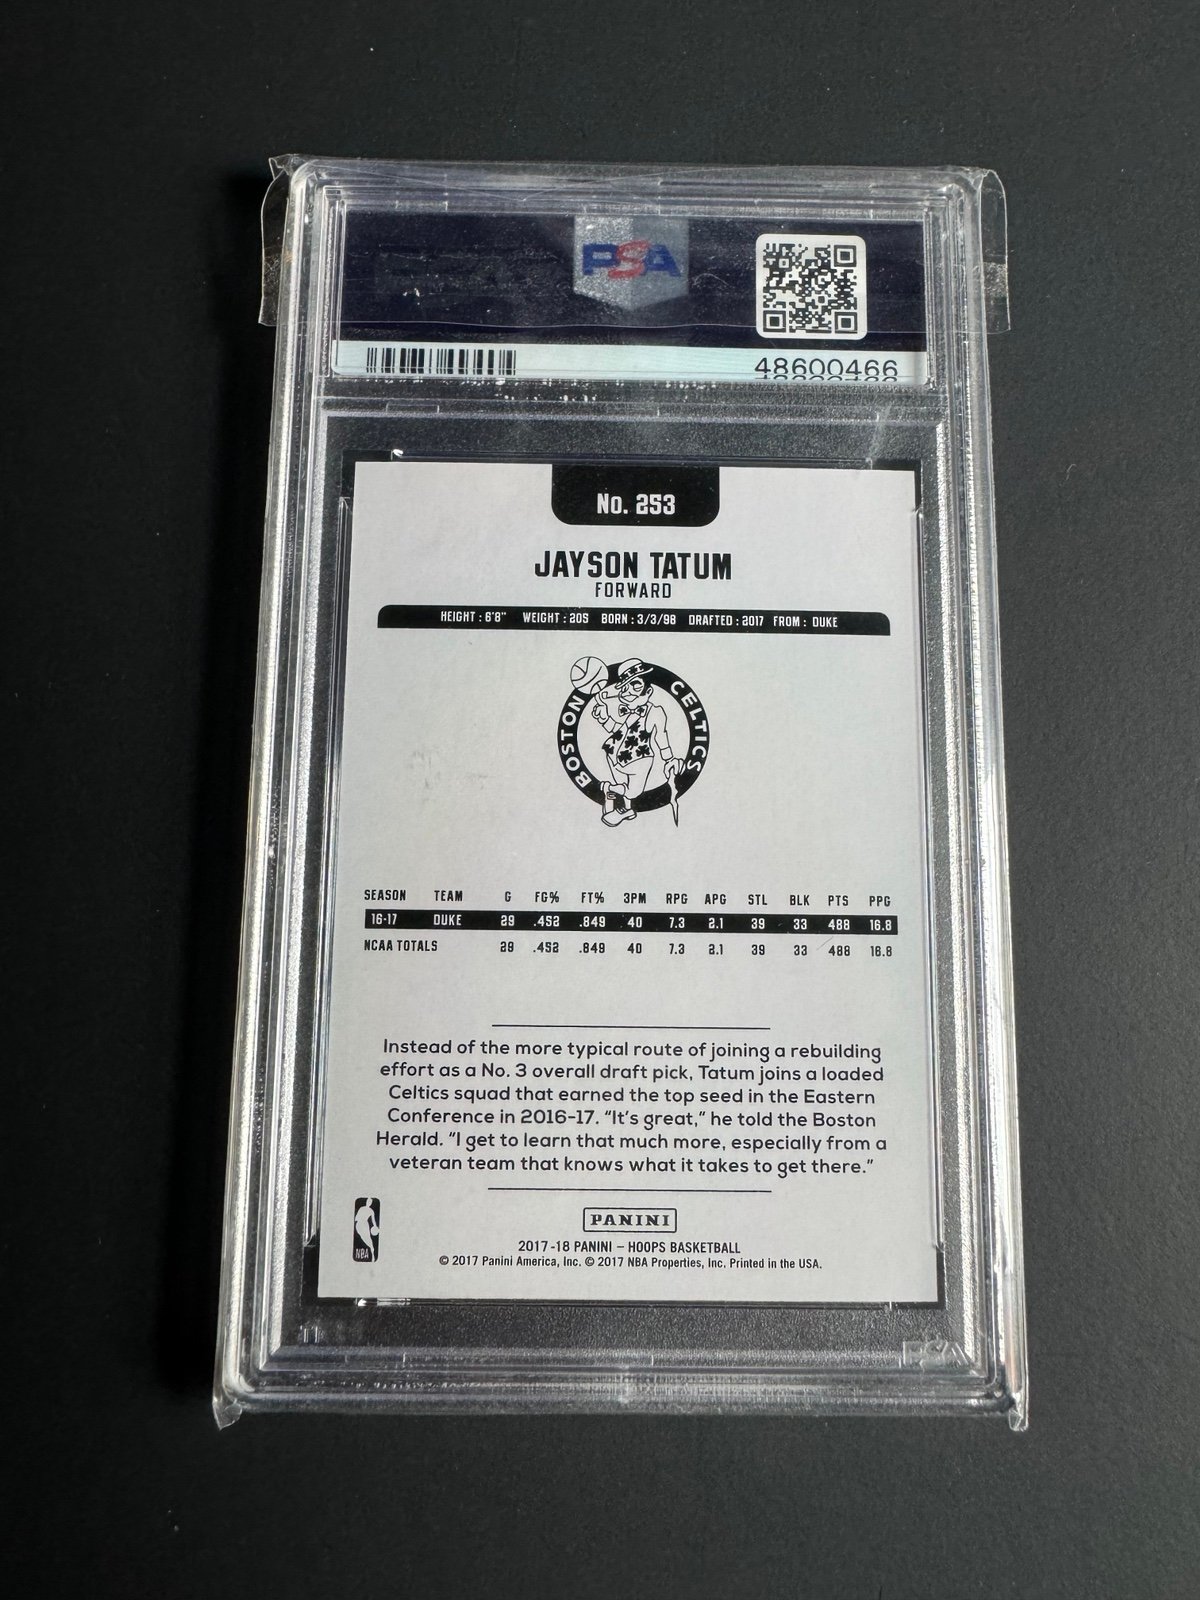 PSA
48600466
No. 253
JAYSON TATUM
FORWARD
HEIGHT : 6'8" WEIGHT : 205 BORN : 3/3/98 DRAFTED : 2017 FROM : DUKE
BOSTON CELTICS
SEASON TEAM G FG% FT% 3PM RPG APG STL BLK PTS PPG
16-17 DUKE 29 .452 .849 40 7.3 2.1 39 33 488 16.8
NCAA TOTALS 29 .452 .849 40 7.3 2.1 39 33 488 16.8
Instead of the more typical route of joining a rebuilding
effort as a No. 3 overall draft pick, Tatum joins a loaded
Celtics squad that earned the top seed in the Eastern
Conference in 2016-17. "It's great," he told the Boston
Herald. "I get to learn that much more, especially from a
veteran team that knows what it takes to get there."
NBA
PANINI
2017-18 PANINI – HOOPS BASKETBALL
© 2017 Panini America, Inc. © 2017 NBA Properties, Inc. Printed in the USA.
PSA